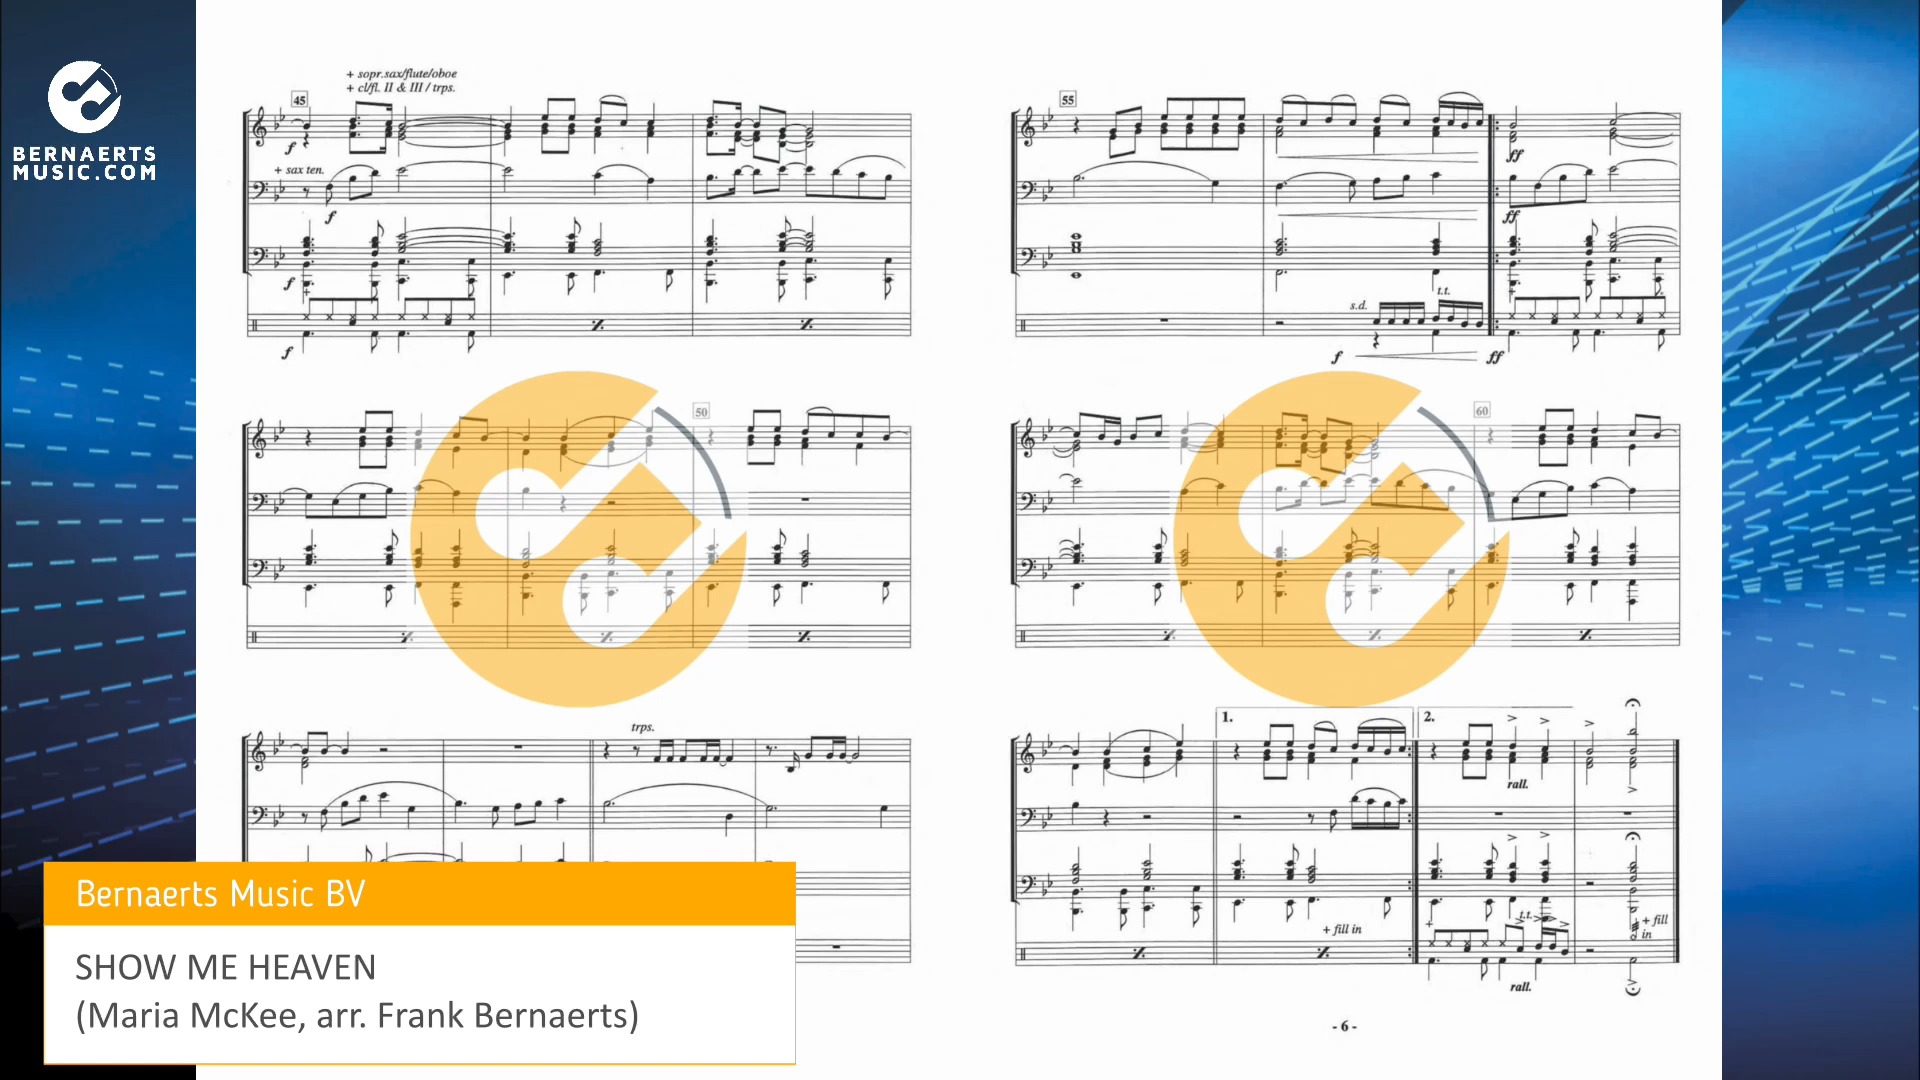 BERNAERTS
MUSIC.COM
+ sopr.sax/flute/oboe
+ cl/fl. II & III / trps.
45
f
+ sax ten.
f
f
f
50
trps.
55
ff
ff
t.t.
s.d.
f
ff
60
1.
2.
rall.
t.t.
+ fill
in
+ fill in
rall.
- 6 -
Bernaerts Music BV
SHOW ME HEAVEN
(Maria McKee, arr. Frank Bernaerts)